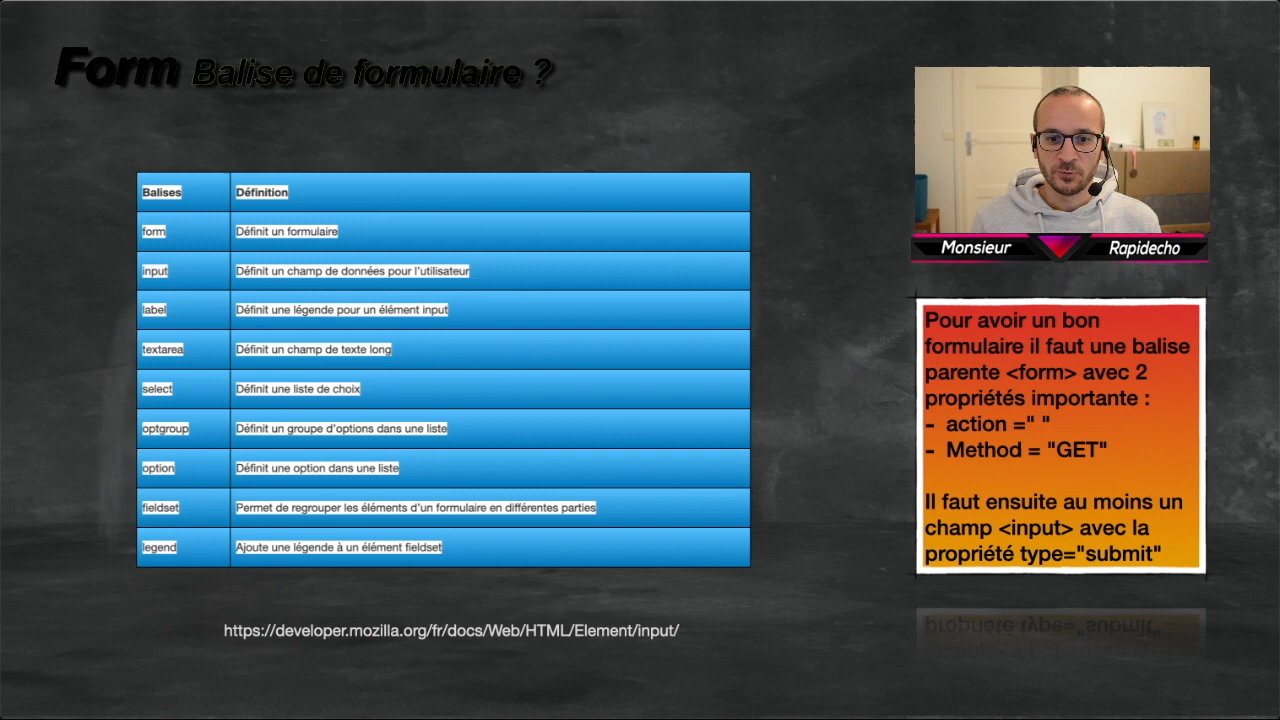 Form Balise de formulaire ?
Balises Définition
form Définit un formulaire
input Définit un champ de données pour l'utilisateur
label Définit une légende pour un élément input
textarea Définit un champ de texte long
select Définit une liste de choix
optgroup Définit un groupe d'options dans une liste
option Définit une option dans une liste
fieldset Permet de regrouper les éléments d'un formulaire en différentes parties
legend Ajoute une légende à un élément fieldset
https://developer.mozilla.org/fr/docs/Web/HTML/Element/input/
Monsieur Rapidecho
Pour avoir un bon
formulaire il faut une balise
parente <form> avec 2
propriétés importante :
- action =" "
- Method = "GET"
Il faut ensuite au moins un
champ <input> avec la
propriété type="submit"